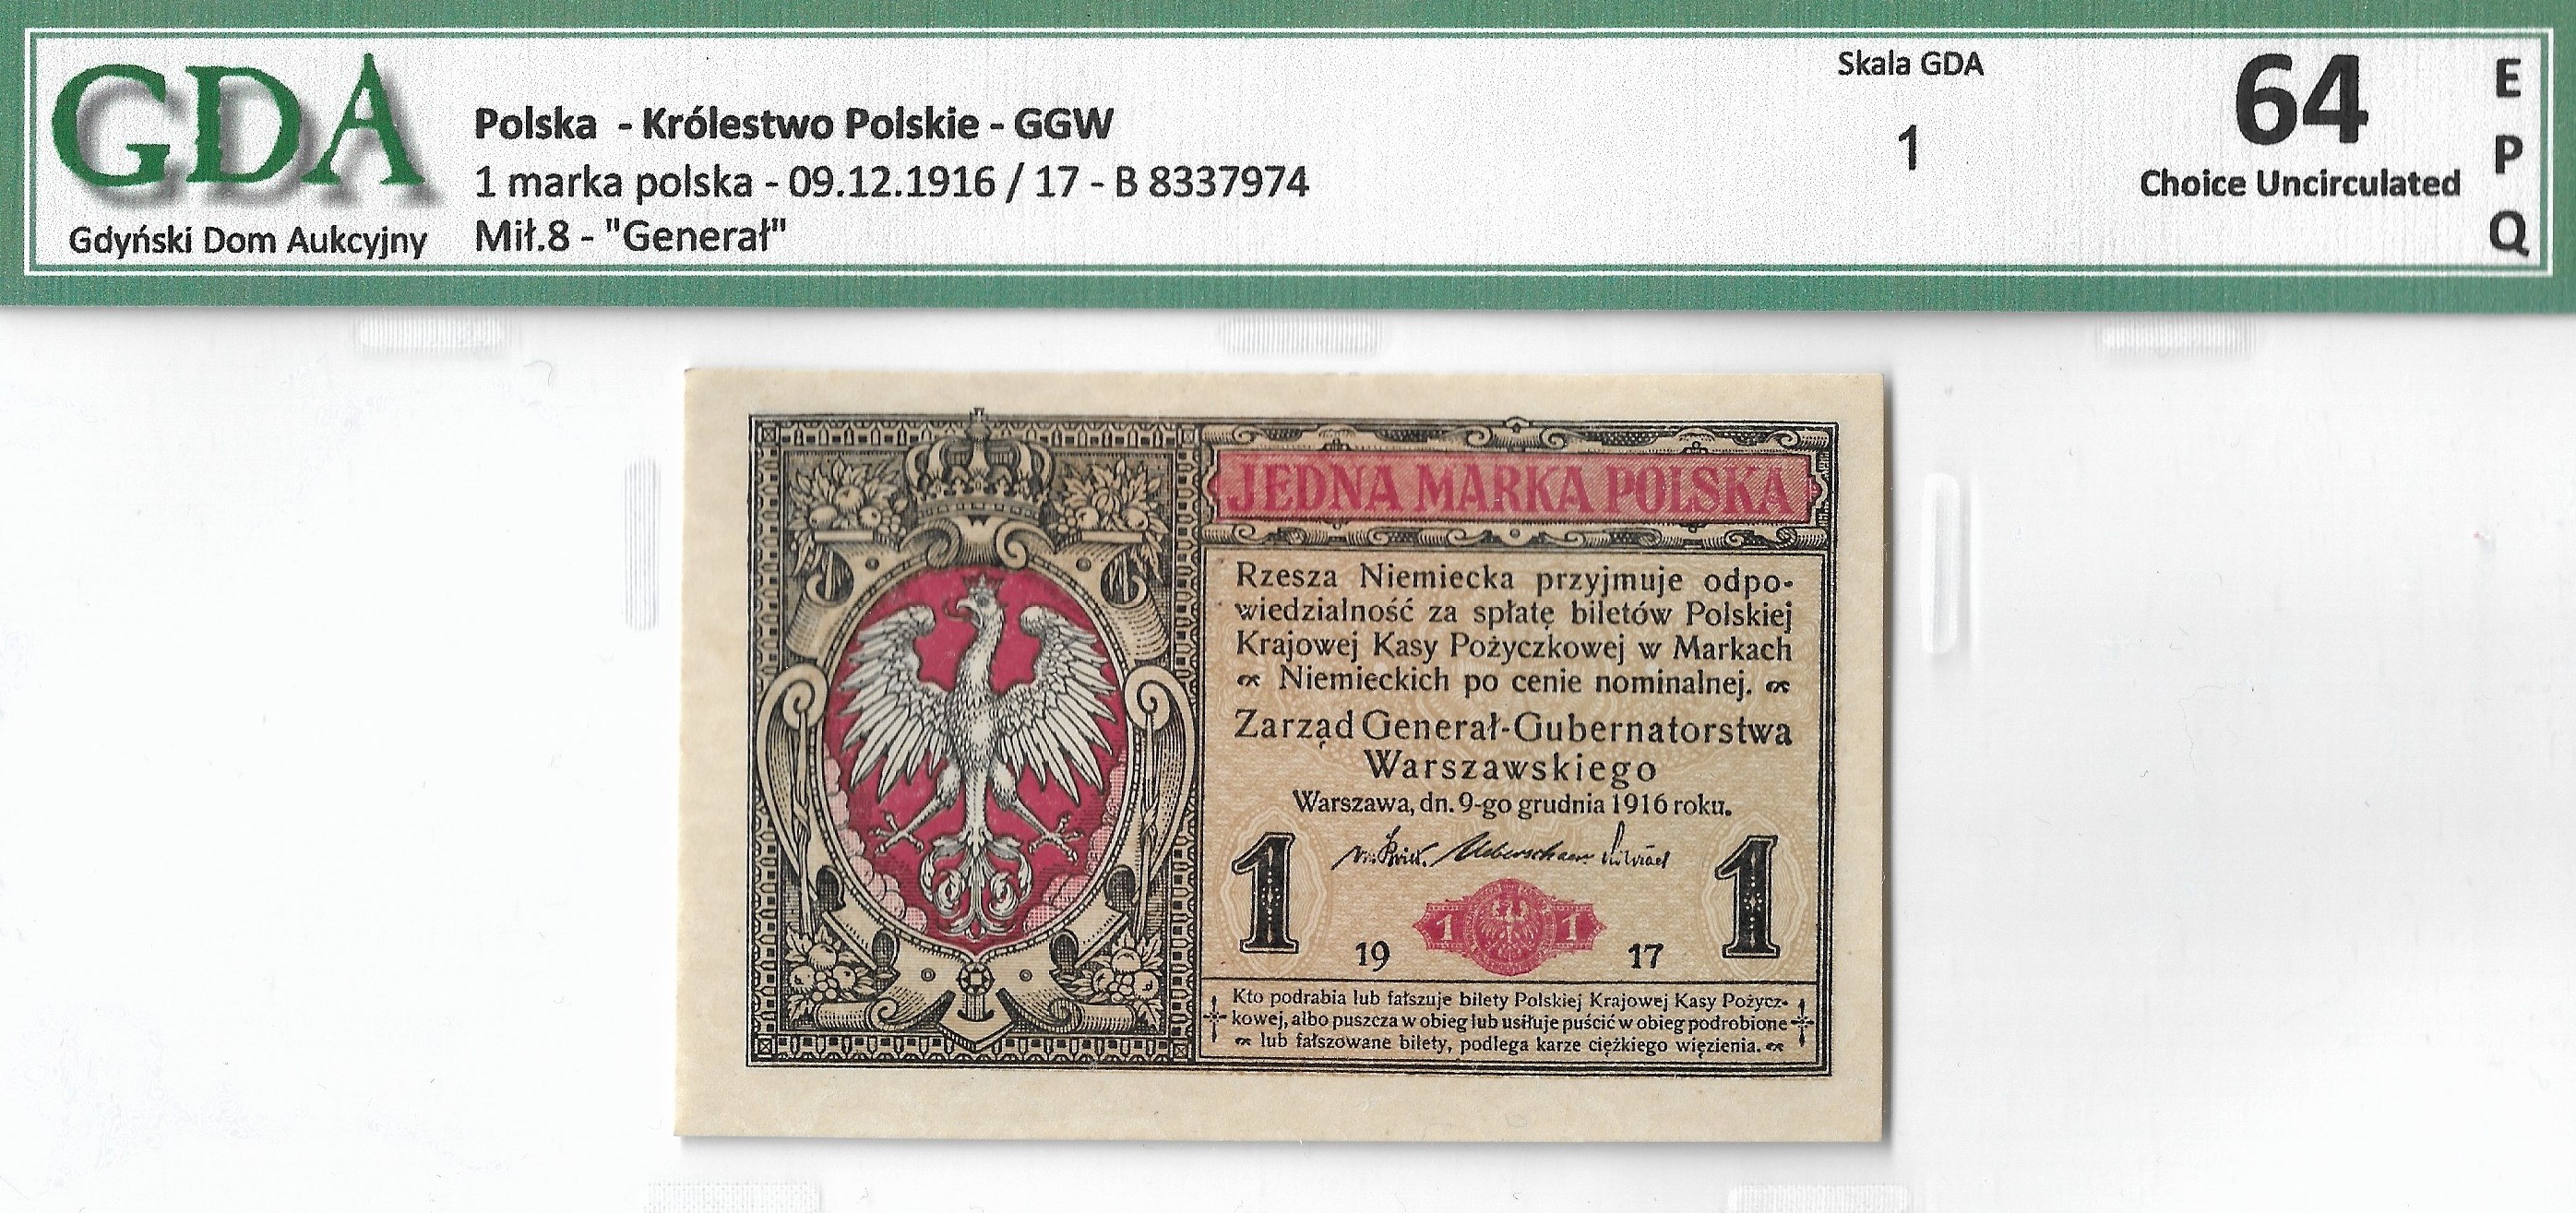 GDA
Gdyński Dom Aukcyjny
Polska - Królestwo Polskie - GGW
1 marka polska - 09.12.1916 / 17 - B 8337974
Mił.8 - "Generał"
Skala GDA
1
64
Choice Uncirculated
E
P
Q
JEDNA MARKA POLSKA
Rzesza Niemiecka przyjmuje odpo-
wiedzialność za spłatę biletów Polskiej
Krajowej Kasy Pożyczkowej w Markach
Niemieckich po cenie nominalnej.
Zarząd Generał-Gubernatorstwa
Warszawskiego
Warszawa, dn. 9-go grudnia 1916 roku.
1
1
1 1
19 17
Kto podrabia lub fałszuje bilety Polskiej Krajowej Kasy Pożycz-
kowej, albo puszcza w obieg lub usiłuje puścić w obieg podrobione
lub fałszowane bilety, podlega karze ciężkiego więzienia.